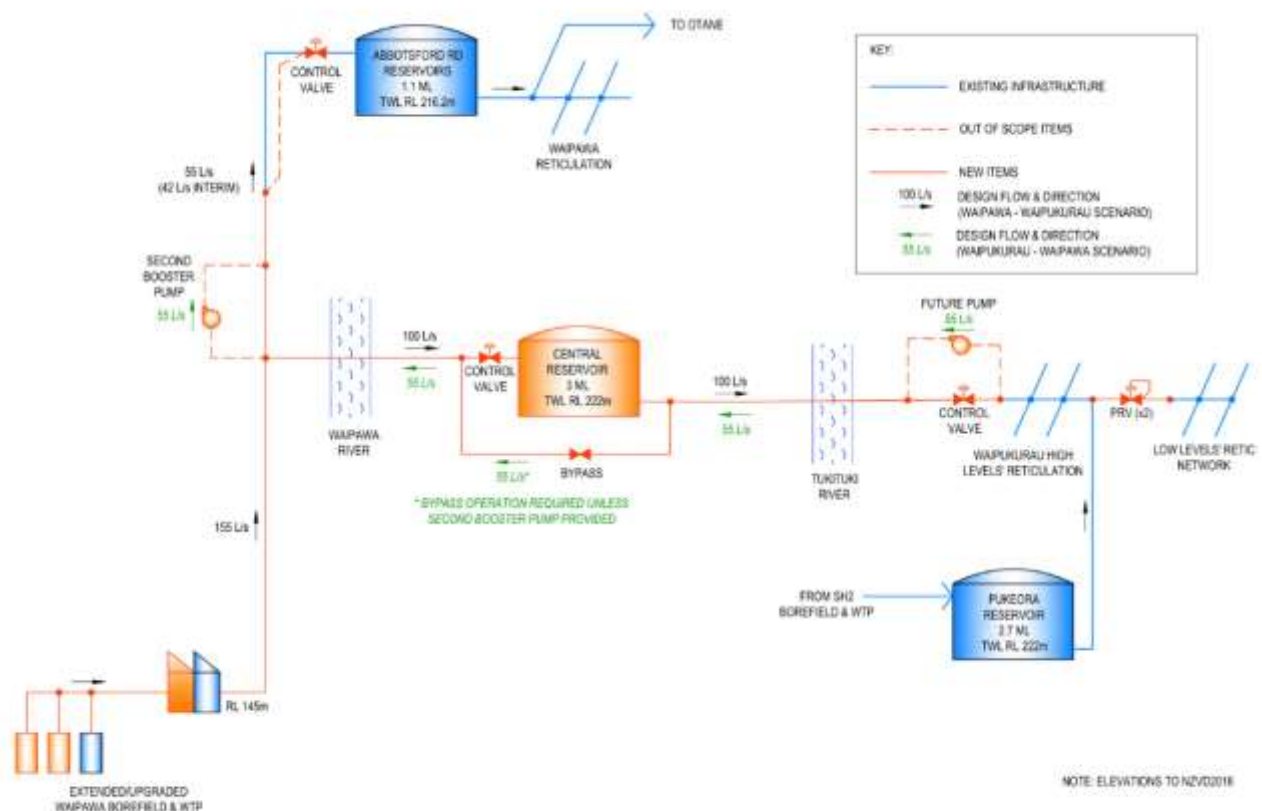 TO OTANE
ABBOTSFORD RD
RESERVOIRS
1.1 ML
TWL RL 216.2m
CONTROL
VALVE
WAIPAWA
RETICULATION
55 L/s
(42 L/s INTERIM)
KEY:
EXISTING INFRASTRUCTURE
OUT OF SCOPE ITEMS
NEW ITEMS
100 L/s
DESIGN FLOW & DIRECTION
(WAIPAWA - WAIPUKURAU SCENARIO)
55 L/s
DESIGN FLOW & DIRECTION
(WAIPUKURAU - WAIPAWA SCENARIO)
SECOND
BOOSTER
PUMP
55 L/s
WAIPAWA
RIVER
100 L/s
55 L/s
CONTROL
VALVE
CENTRAL
RESERVOIR
3 ML
TWL RL 222m
55 L/s*
BYPASS
* BYPASS OPERATION REQUIRED UNLESS
SECOND BOOSTER PUMP PROVIDED
100 L/s
55 L/s
TUKITUKI
RIVER
FUTURE PUMP
55 L/s
CONTROL
VALVE
WAIPUKURAU HIGH
LEVELS' RETICULATION
PRV (x2)
LOW LEVELS' RETIC
NETWORK
155 L/s
FROM SH2
BOREFIELD & WTP
PUKEORA
RESERVOIR
2.7 ML
TWL RL 222m
RL 145m
EXTENDED/UPGRADED
WAIPAWA BOREFIELD & WTP
NOTE: ELEVATIONS TO NZVD2016